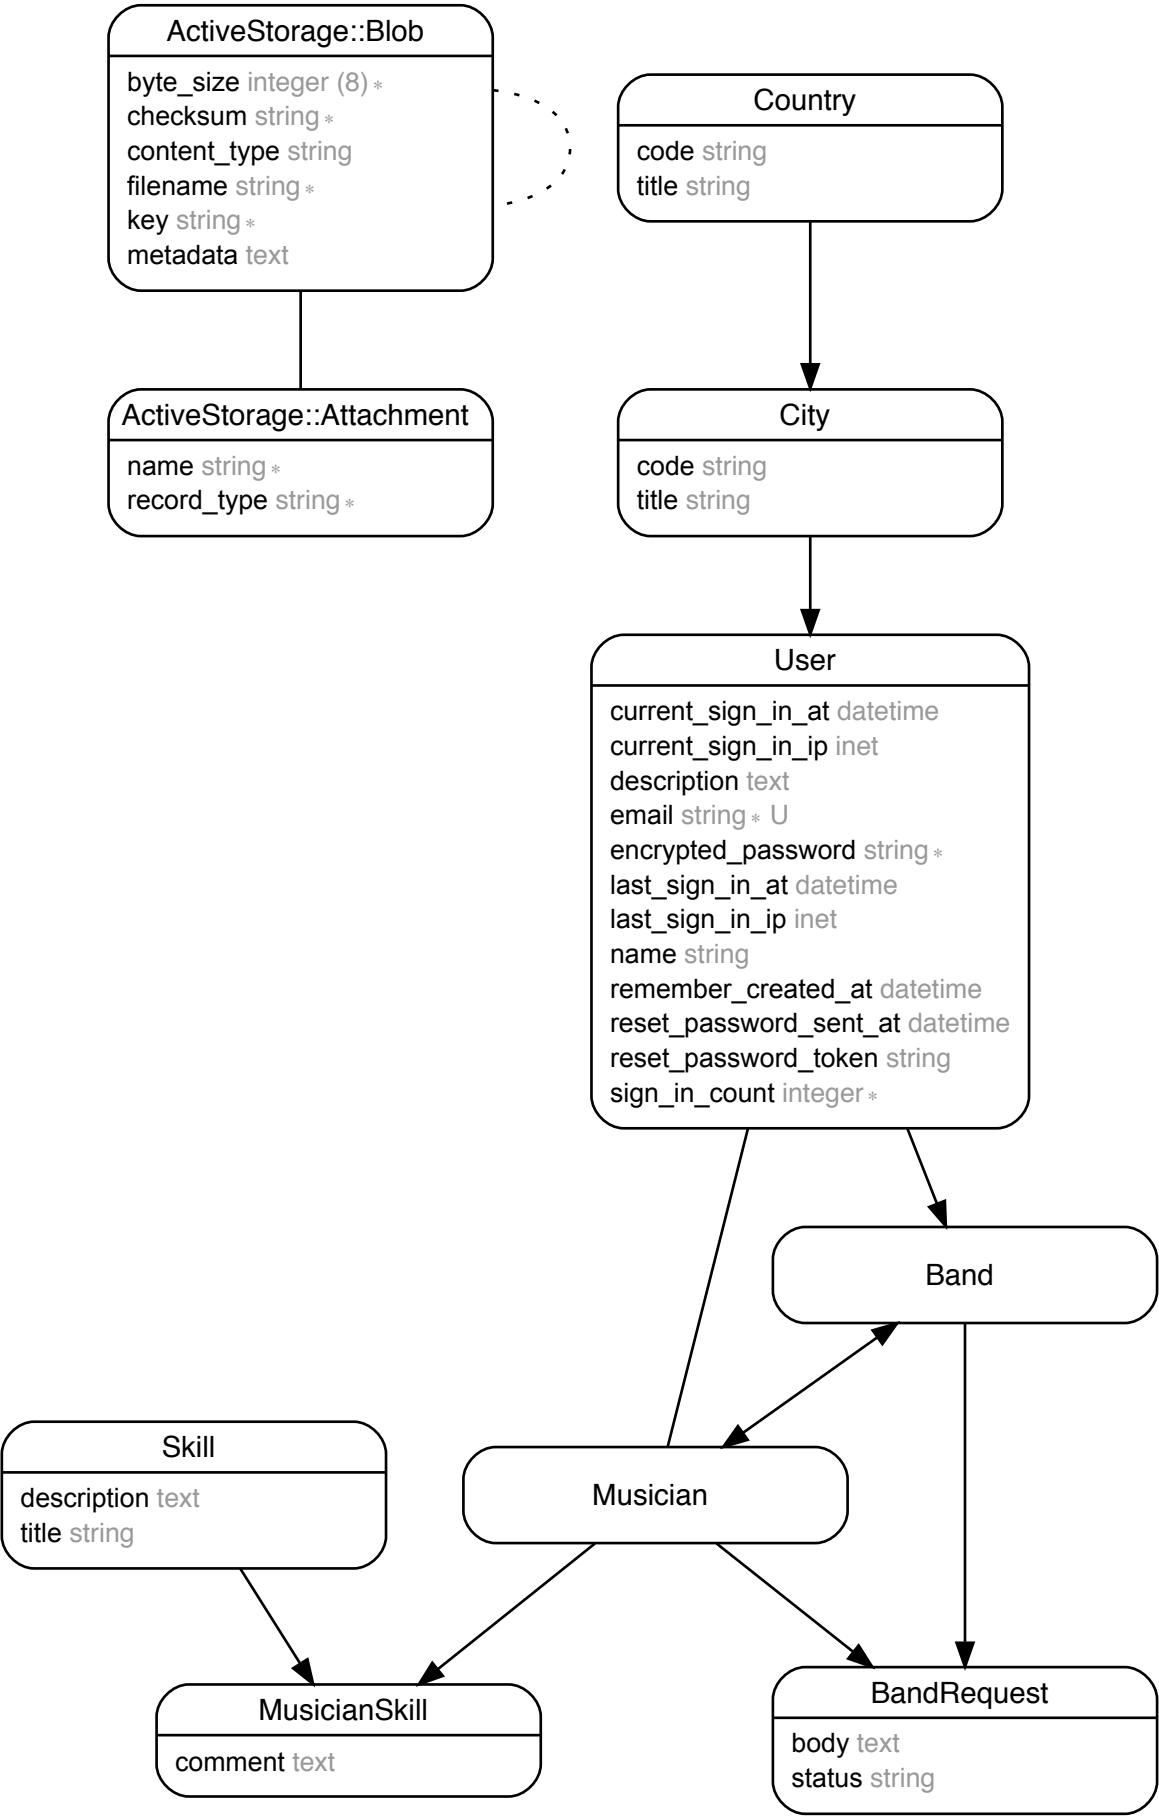 ActiveStorage::Blob
byte_size integer (8) *
checksum string *
content_type string
filename string *
key string *
metadata text
Country
code string
title string
ActiveStorage::Attachment
name string *
record_type string *
City
code string
title string
User
current_sign_in_at datetime
current_sign_in_ip inet
description text
email string * U
encrypted_password string *
last_sign_in_at datetime
last_sign_in_ip inet
name string
remember_created_at datetime
reset_password_sent_at datetime
reset_password_token string
sign_in_count integer *
Band
Skill
description text
title string
Musician
MusicianSkill
comment text
BandRequest
body text
status string